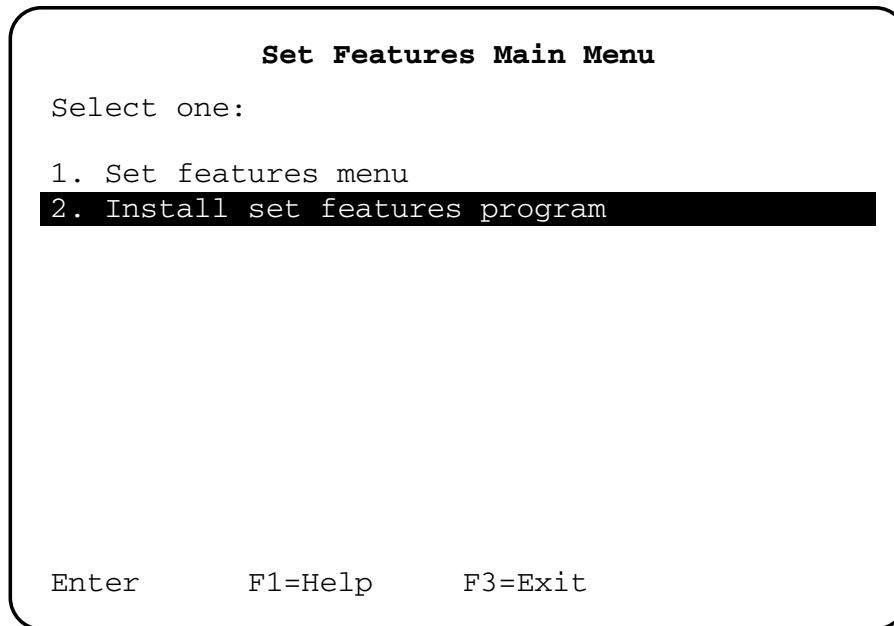 Set Features Main Menu
Select one:
1. Set features menu
2. Install set features program
Enter F1=Help F3=Exit